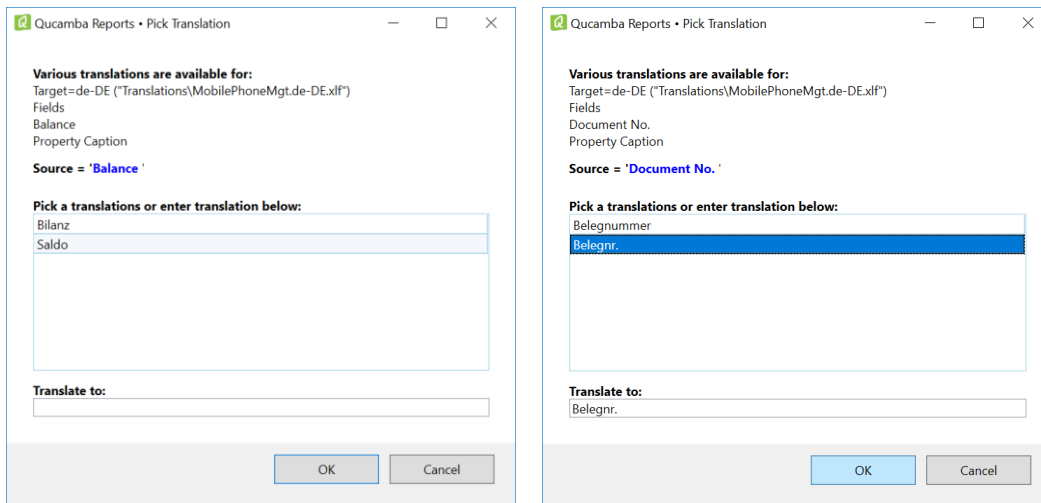 Qucamba Reports • Pick Translation
Various translations are available for:
Target=de-DE ("Translations\MobilePhoneMgt.de-DE.xlf")
Fields
Balance
Property Caption
Source = 'Balance '
Pick a translations or enter translation below:
Bilanz
Saldo
Translate to:
OK
Cancel
Qucamba Reports • Pick Translation
Various translations are available for:
Target=de-DE ("Translations\MobilePhoneMgt.de-DE.xlf")
Fields
Document No.
Property Caption
Source = 'Document No. '
Pick a translations or enter translation below:
Belegnummer
Belegnr.
Translate to:
Belegnr.
OK
Cancel